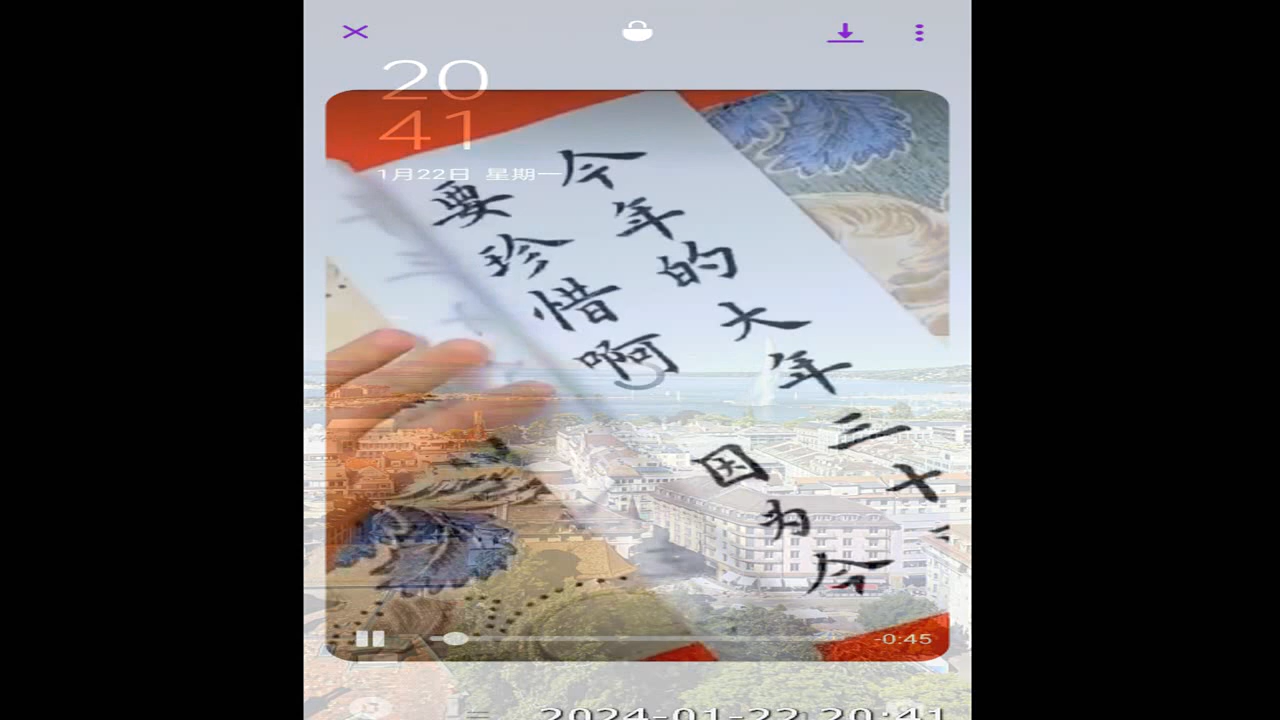 20
41
1月22日 星期一
今年的大年三十
要珍惜啊
因为今
-0:45
2024-01-22 20:41